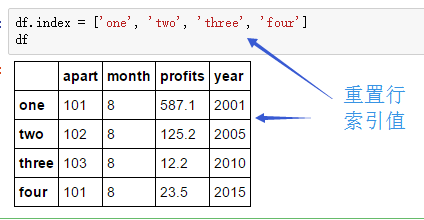 df.index = ['one', 'two', 'three', 'four']
df
apart month profits year
one 101 8 587.1 2001
two 102 8 125.2 2005
three 103 8 12.2 2010
four 101 8 23.5 2015
重置行
索引值